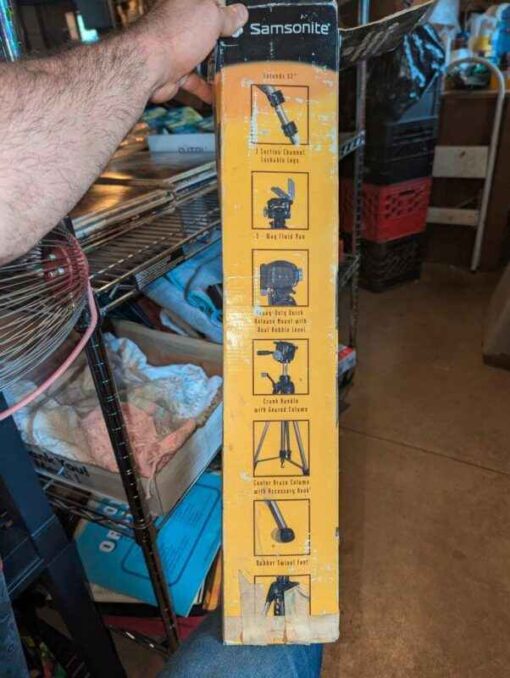 Samsonite
Extends 62"
3 Section Channel
Lockable Legs
3 - Way Fluid Pan
Heavy-Duty Quick
Release Mount with
Dual Bubble Level
Crank Handle
with Geared Column
Center Brace Column
with Accessory Hook
Rubber Swivel Feet